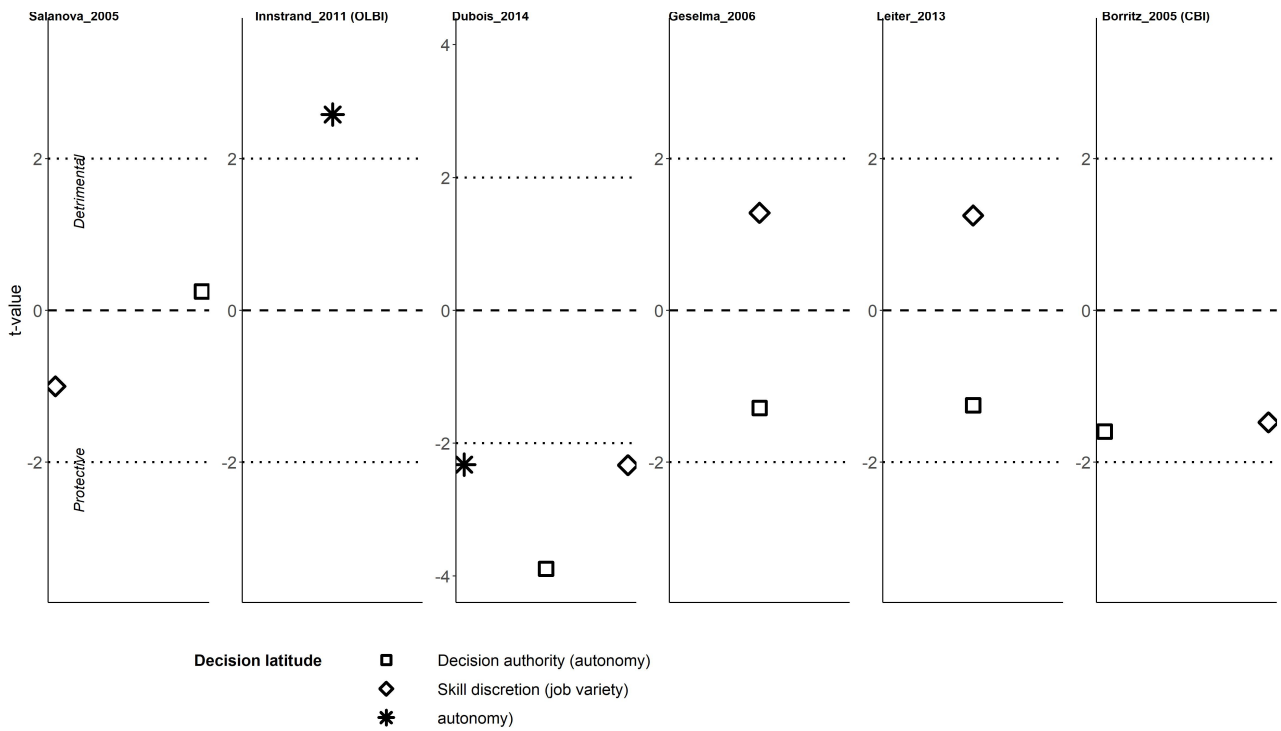 Salanova_2005
Innstrand_2011 (OLBI)
Dubois_2014
Geselma_2006
Leiter_2013
Borritz_2005 (CBI)
t-value
2
0
-2
Detrimental
Protective
2
0
-2
4
2
0
-2
-4
2
0
-2
2
0
-2
2
0
-2
Decision latitude
Decision authority (autonomy)
Skill discretion (job variety)
autonomy)